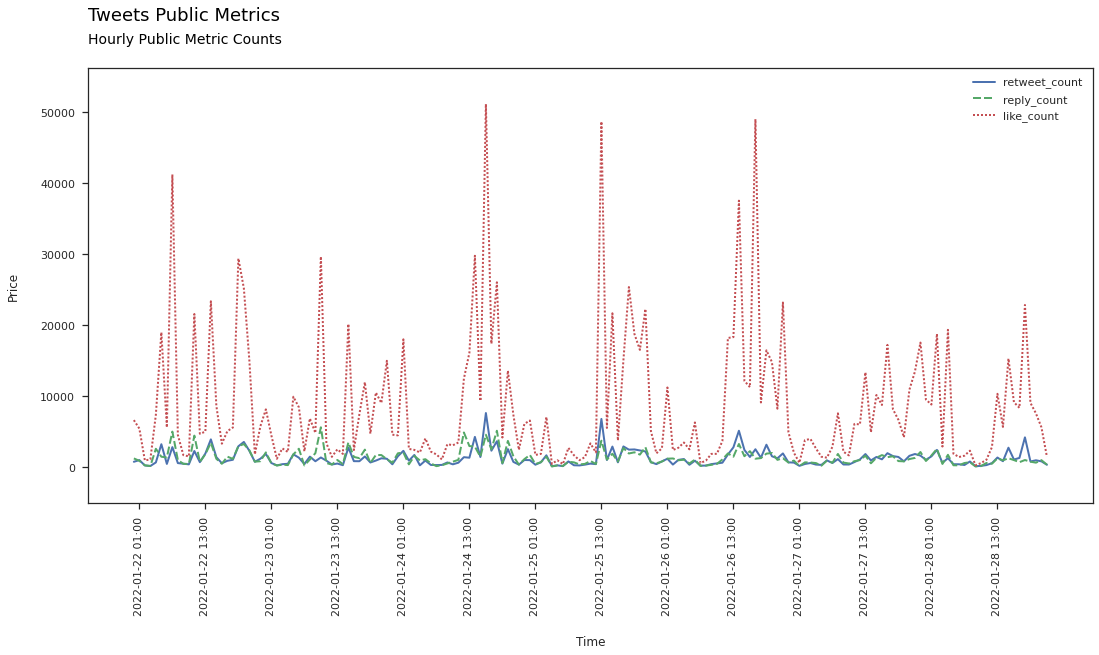 Tweets Public Metrics
Hourly Public Metric Counts
retweet_count
reply_count
like_count
50000
40000
30000
20000
10000
0
Price
2022-01-22 01:00
2022-01-22 13:00
2022-01-23 01:00
2022-01-23 13:00
2022-01-24 01:00
2022-01-24 13:00
2022-01-25 01:00
2022-01-25 13:00
2022-01-26 01:00
2022-01-26 13:00
2022-01-27 01:00
2022-01-27 13:00
2022-01-28 01:00
2022-01-28 13:00
Time